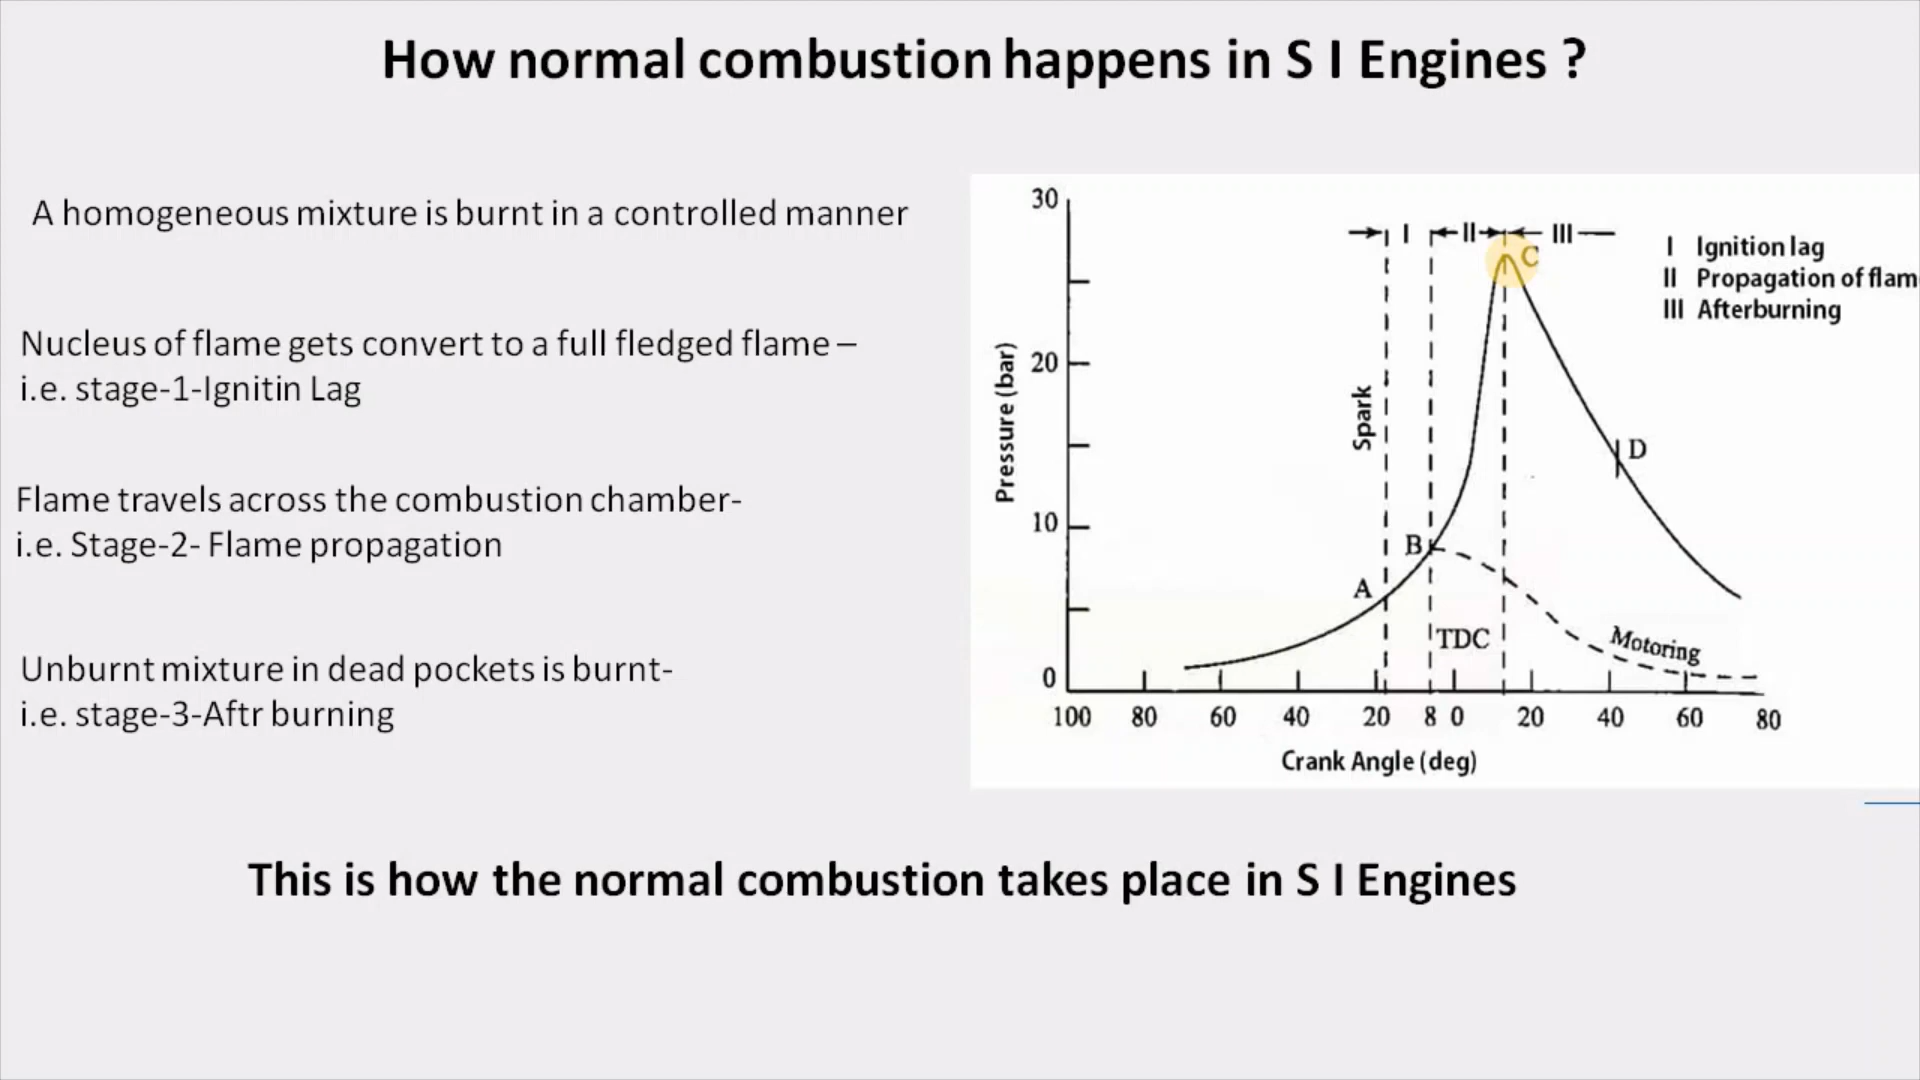 How normal combustion happens in S I Engines ?
A homogeneous mixture is burnt in a controlled manner
Nucleus of flame gets convert to a full fledged flame –
i.e. stage-1-Ignitin Lag
Flame travels across the combustion chamber-
i.e. Stage-2- Flame propagation
Unburnt mixture in dead pockets is burnt-
i.e. stage-3-Aftr burning
30
20
10
0
Pressure (bar)
I II III
C
I Ignition lag
II Propagation of flam
III Afterburning
Spark
D
B
A
TDC
Motoring
100 80 60 40 20 8 0 20 40 60 80
Crank Angle (deg)
This is how the normal combustion takes place in S I Engines